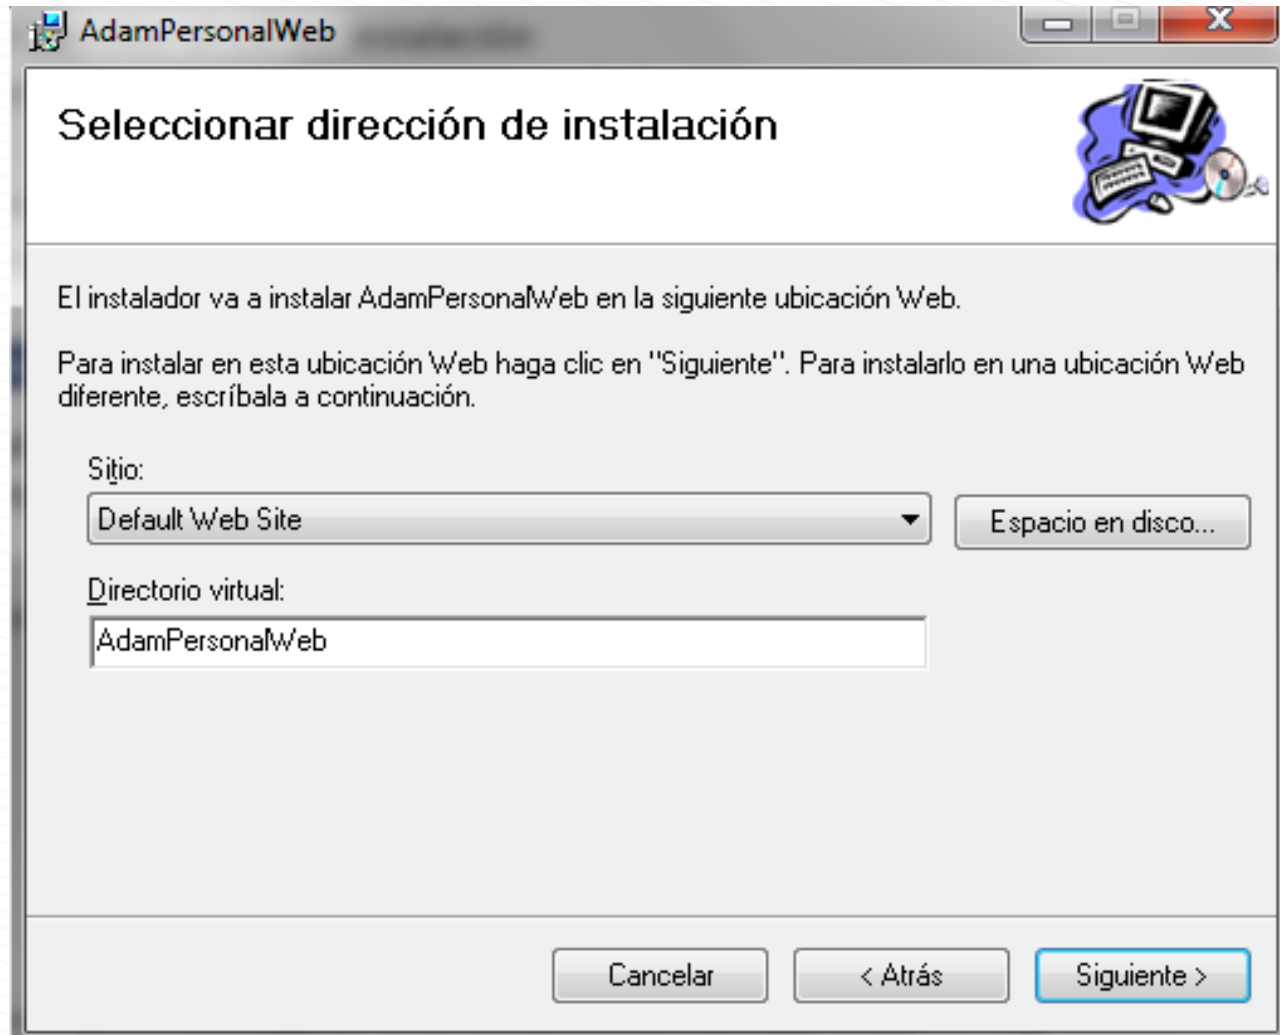 AdamPersonalWeb
Seleccionar dirección de instalación
El instalador va a instalar AdamPersonalWeb en la siguiente ubicación Web.
Para instalar en esta ubicación Web haga clic en "Siguiente". Para instalarlo en una ubicación Web
diferente, escríbala a continuación.
Sitio:
Default Web Site
Espacio en disco...
Directorio virtual:
AdamPersonalWeb
Cancelar
< Atrás
Siguiente >